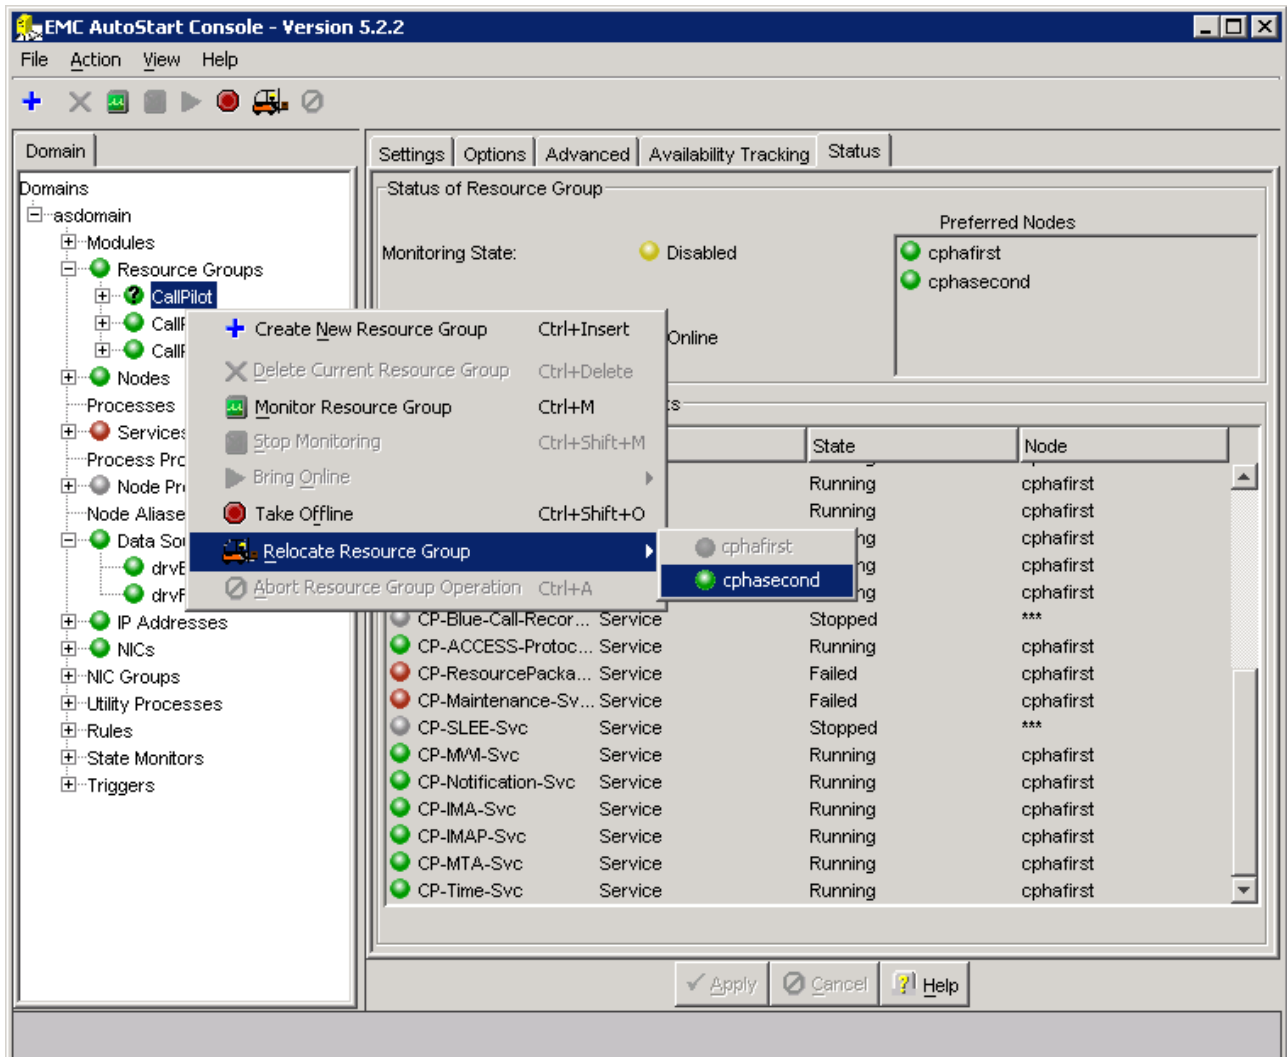 EMC AutoStart Console - Version 5.2.2
File Action View Help
Domain
Domains
asdomain
Modules
Resource Groups
CallPilot
Nodes
Processes
Services
Node
Node Aliase
Data
IP Addresses
NICs
NIC Groups
Utility Processes
Rules
State Monitors
Triggers
Create New Resource Group Ctrl+Insert
Delete Current Resource Group Ctrl+Delete
Monitor Resource Group Ctrl+M
Stop Monitoring Ctrl+Shift+M
Bring Online
Take Offline Ctrl+Shift+O
Relocate Resource Group
Abort Resource Group Operation Ctrl+A
cphafirst
cphasecond
Settings Options Advanced Availability Tracking Status
Status of Resource Group
Monitoring State: Disabled
Online
Preferred Nodes
cphafirst
cphasecond
State Node
Running cphafirst
Running cphafirst
cphafirst
cphafirst
cphafirst
CP-Blue-Call-Recor... Service Stopped ***
CP-ACCESS-Protoc... Service Running cphafirst
CP-ResourcePacka... Service Failed cphafirst
CP-Maintenance-Sv... Service Failed cphafirst
CP-SLEE-Svc Service Stopped ***
CP-MWI-Svc Service Running cphafirst
CP-Notification-Svc Service Running cphafirst
CP-IMA-Svc Service Running cphafirst
CP-IMAP-Svc Service Running cphafirst
CP-MTA-Svc Service Running cphafirst
CP-Time-Svc Service Running cphafirst
Apply Cancel Help